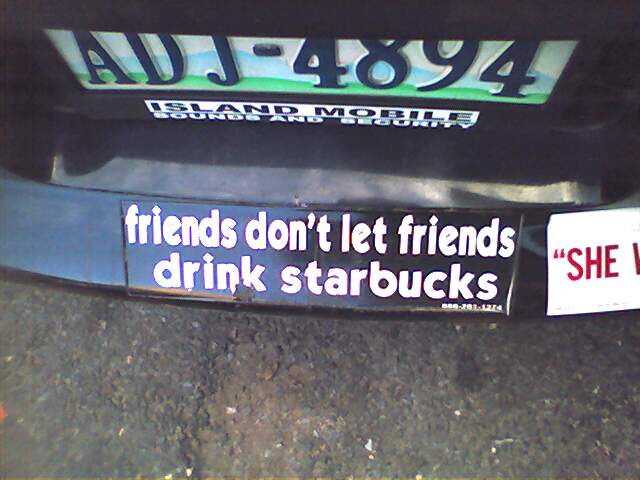 ADJ-4894
ISLAND MOBILE
SOUNDS AND SECURITY
friends don't let friends
drink starbucks
"SHE